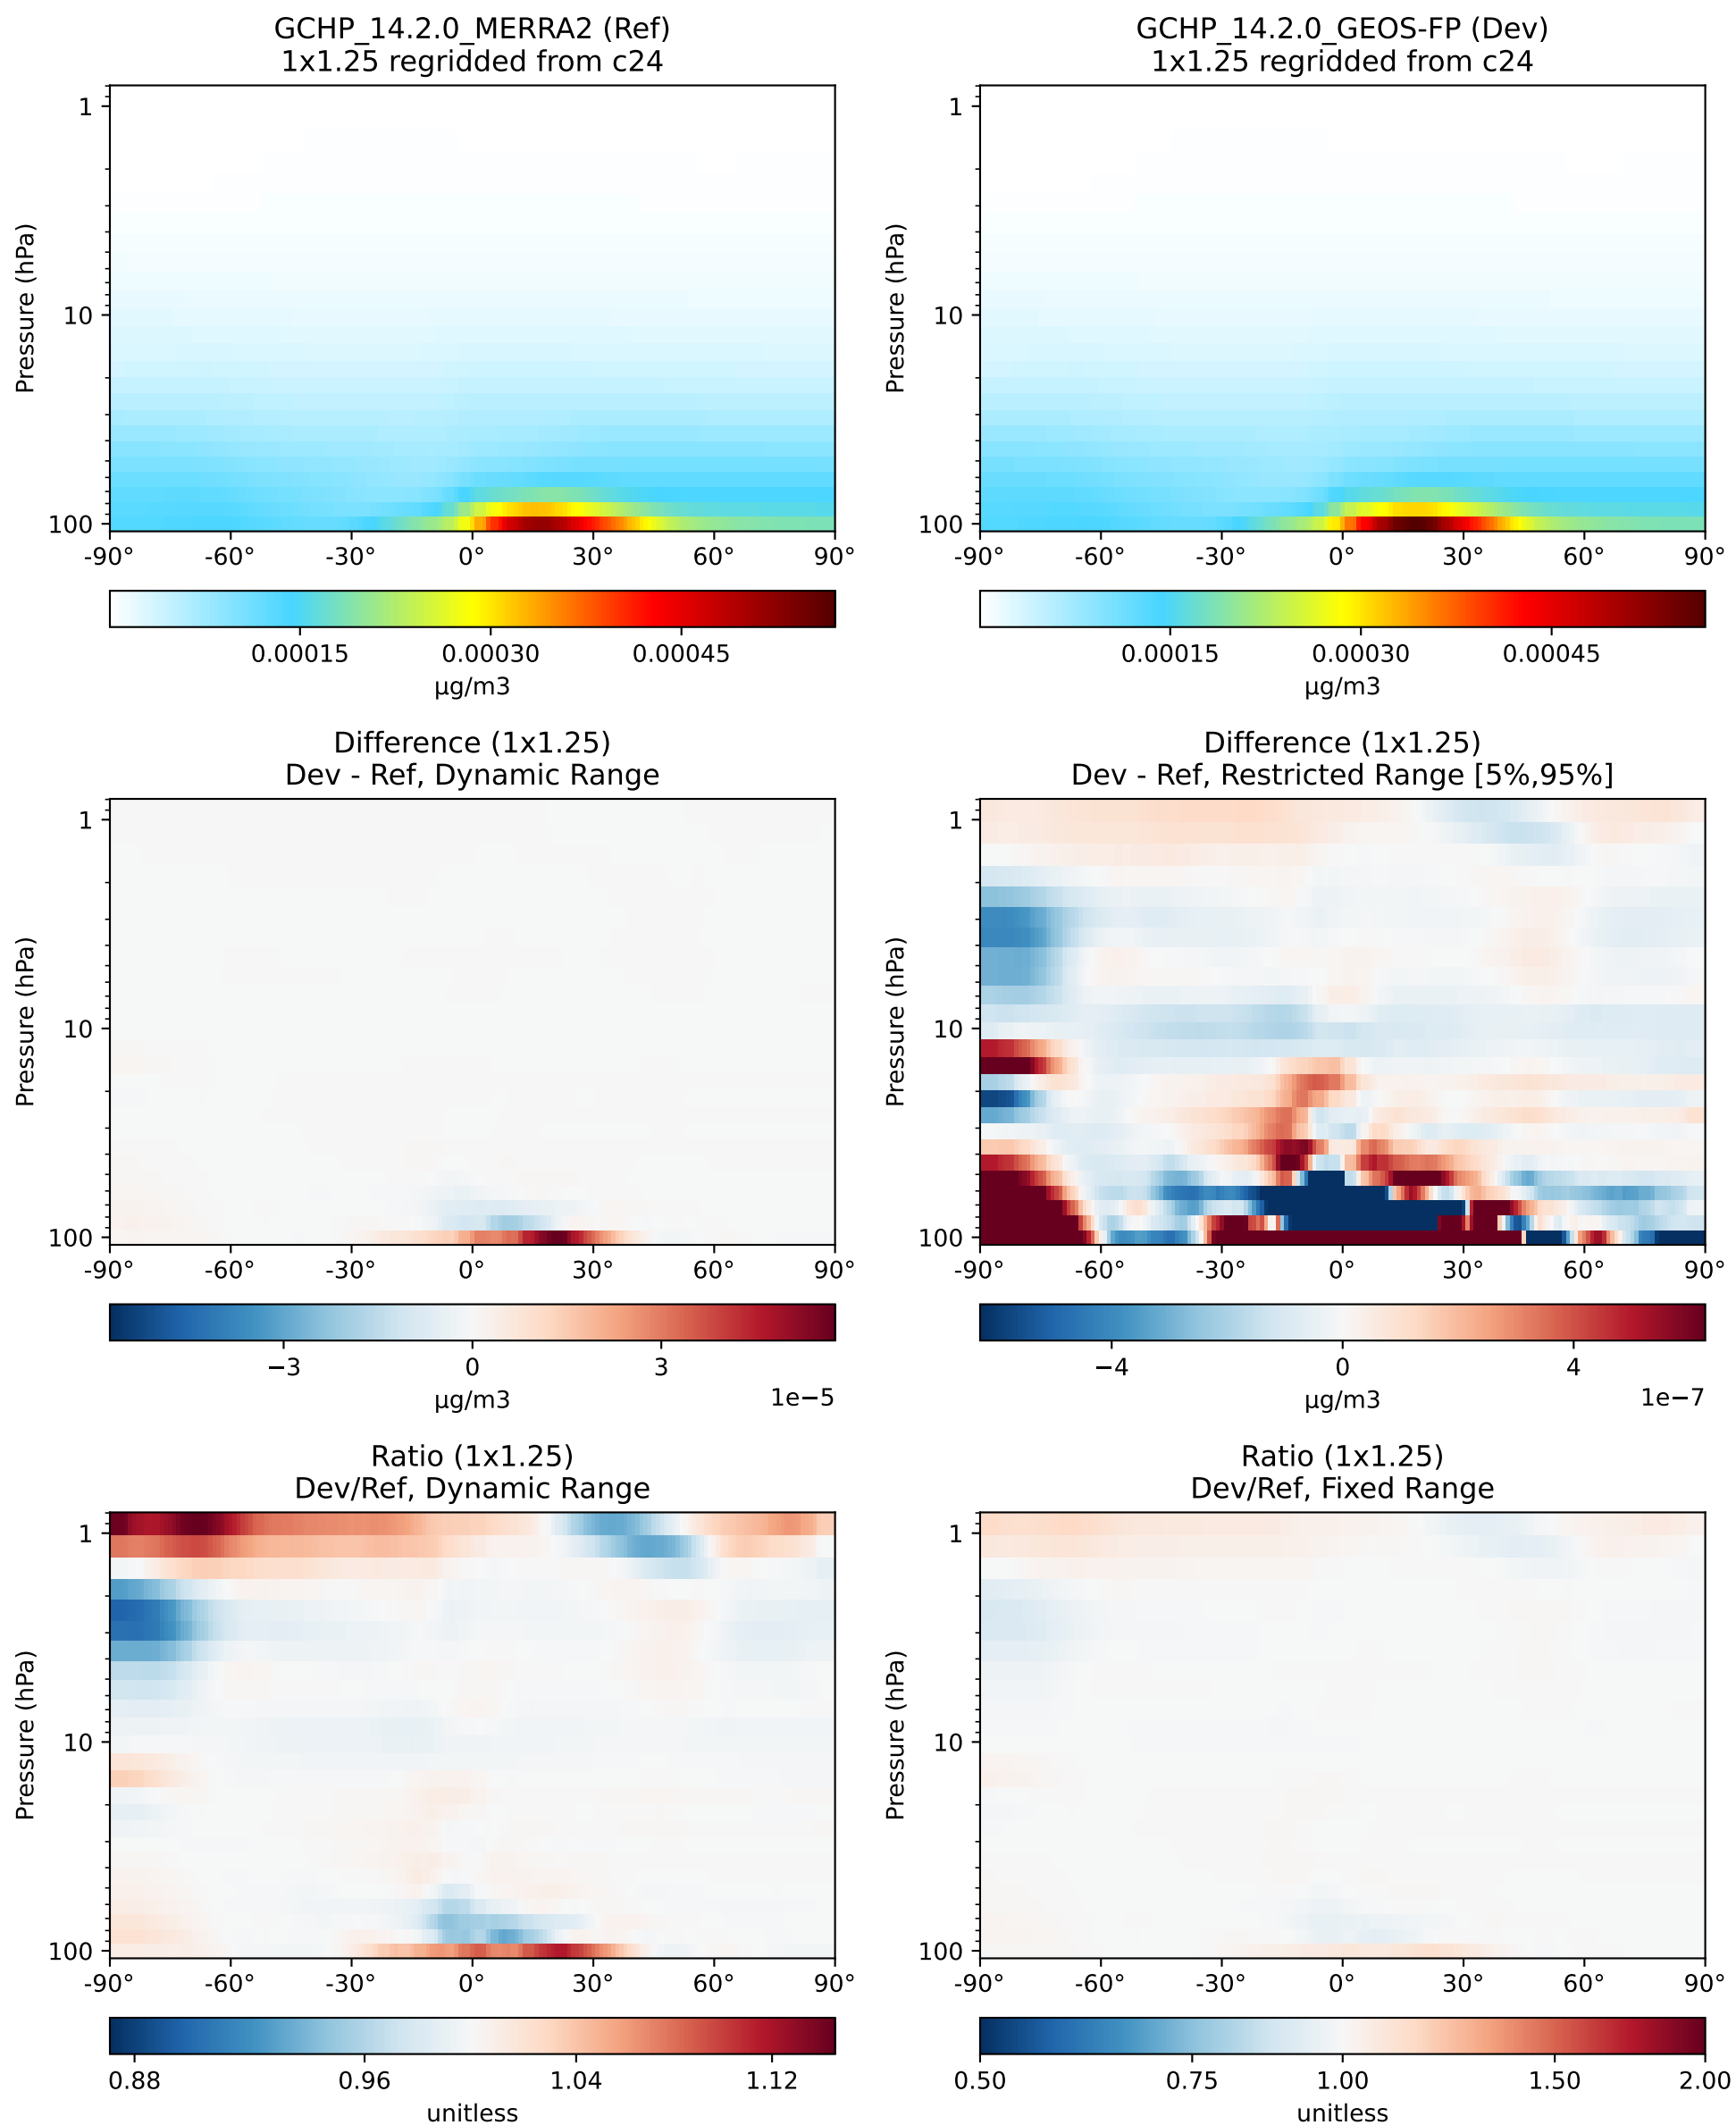 GCHP_14.2.0_MERRA2 (Ref)
1x1.25 regridded from c24
Pressure (hPa)
1
10
100
-90° -60° -30° 0° 30° 60° 90°
0.00015 0.00030 0.00045
μg/m3
GCHP_14.2.0_GEOS-FP (Dev)
1x1.25 regridded from c24
Pressure (hPa)
1
10
100
-90° -60° -30° 0° 30° 60° 90°
0.00015 0.00030 0.00045
μg/m3
Difference (1x1.25)
Dev - Ref, Dynamic Range
Pressure (hPa)
1
10
100
-90° -60° -30° 0° 30° 60° 90°
−3 0 3
μg/m3 1e−5
Difference (1x1.25)
Dev - Ref, Restricted Range [5%,95%]
Pressure (hPa)
1
10
100
-90° -60° -30° 0° 30° 60° 90°
−4 0 4
μg/m3 1e−7
Ratio (1x1.25)
Dev/Ref, Dynamic Range
Pressure (hPa)
1
10
100
-90° -60° -30° 0° 30° 60° 90°
0.88 0.96 1.04 1.12
unitless
Ratio (1x1.25)
Dev/Ref, Fixed Range
Pressure (hPa)
1
10
100
-90° -60° -30° 0° 30° 60° 90°
0.50 0.75 1.00 1.50 2.00
unitless